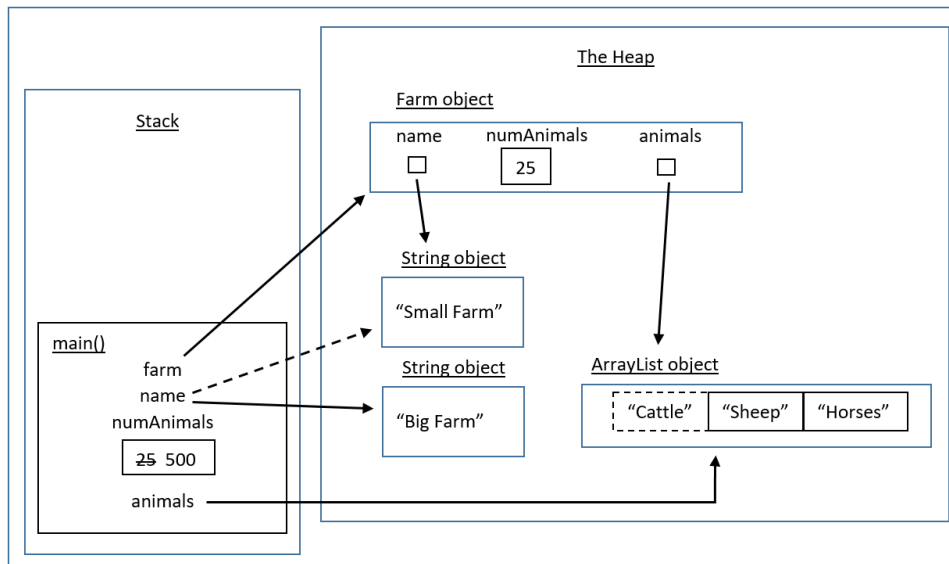 The Heap
Stack
Farm object
name numAnimals animals
25
String object
“Small Farm”
main()
farm
name
numAnimals
25 500
animals
String object
“Big Farm”
ArrayList object
“Cattle” “Sheep” “Horses”